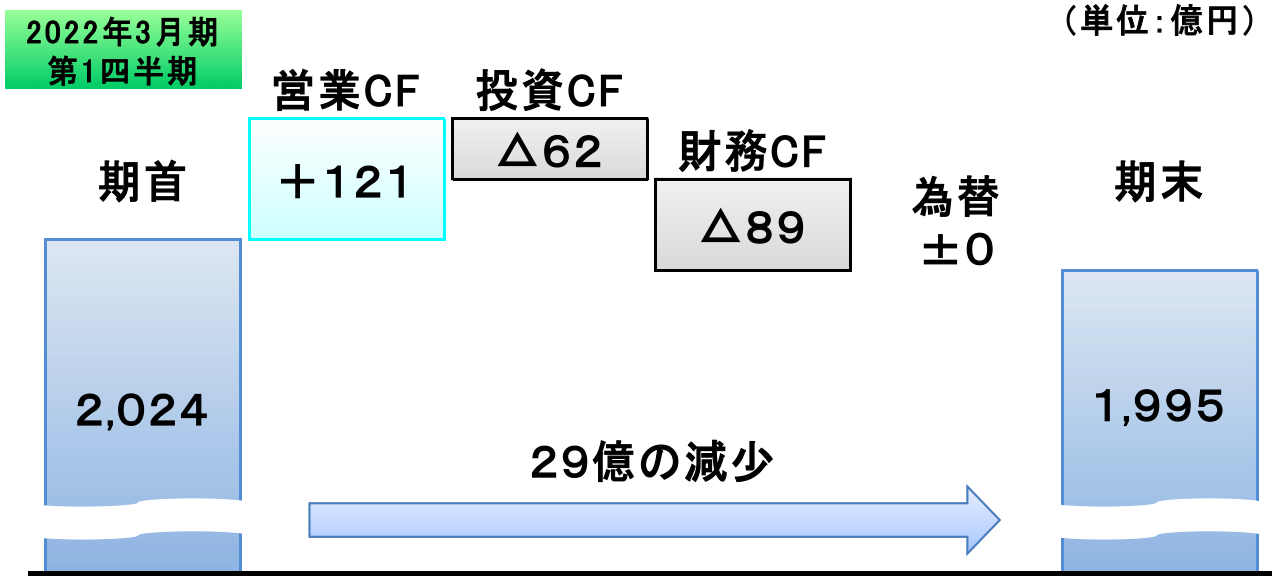 2022年3月期
第1四半期
（単位：億円）
営業CF
投資CF
＋121
△62
財務CF
△89
期首
為替
±0
期末
2,024
1,995
29億の減少